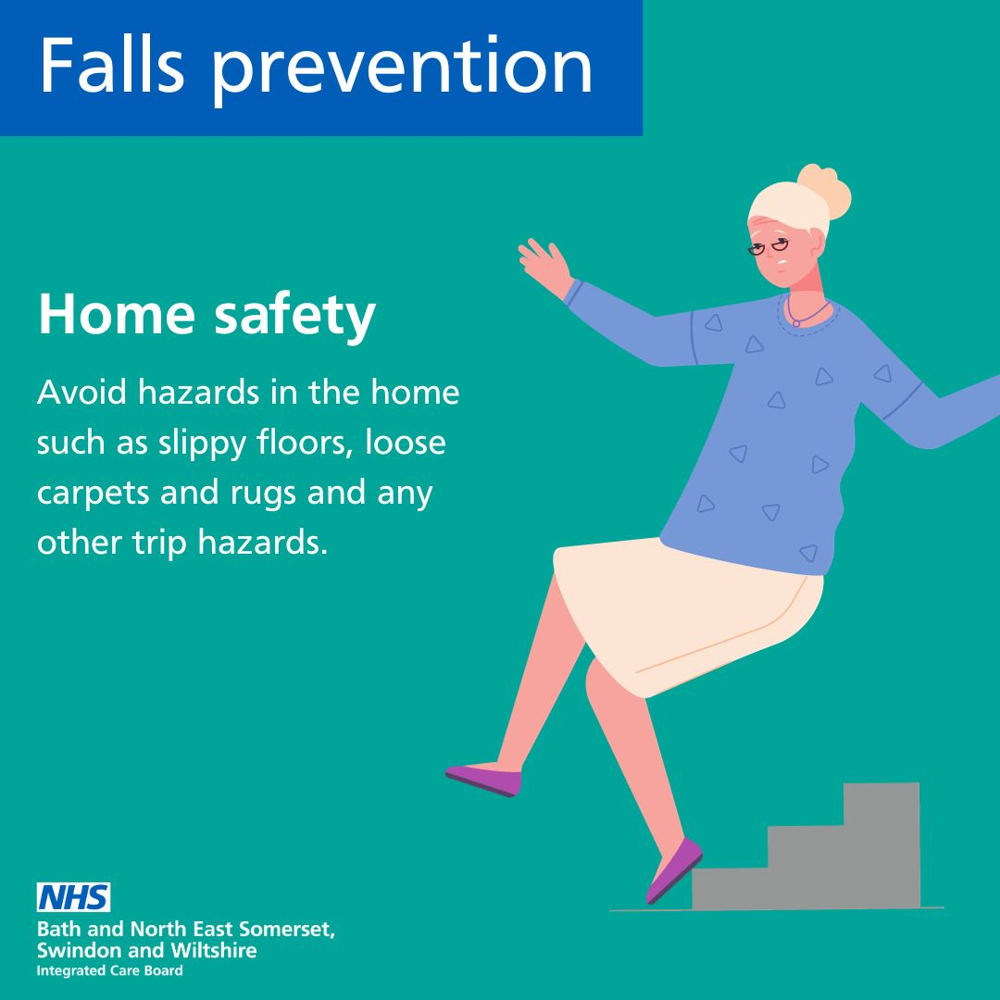 Falls prevention
Home safety
Avoid hazards in the home
such as slippy floors, loose
carpets and rugs and any
other trip hazards.
NHS
Bath and North East Somerset,
Swindon and Wiltshire
Integrated Care Board